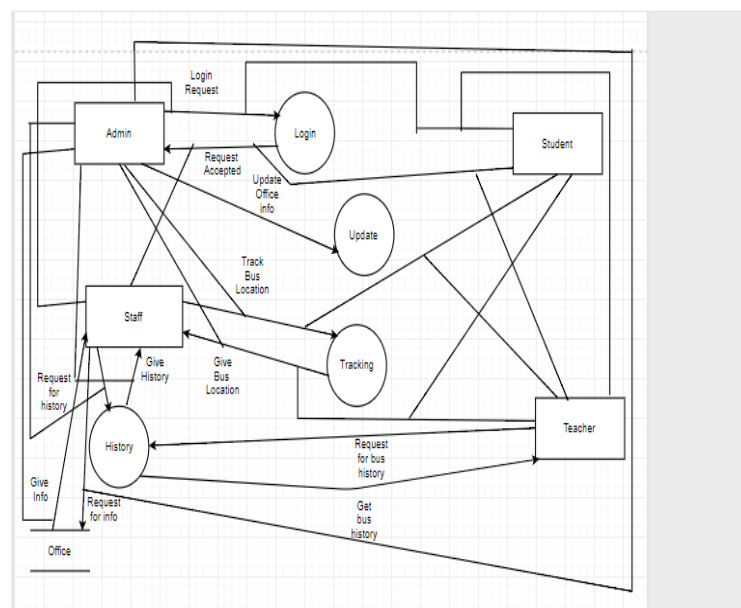 Login
Request
Admin
Login
Student
Request
Accepted
Update
Office
info
Update
Track
Bus
Location
Staff
Give
History
Give
Bus
Location
Tracking
Request
for
history
Teacher
History
Request
for bus
history
Give
Info
Request
for info
Get
bus
history
Office